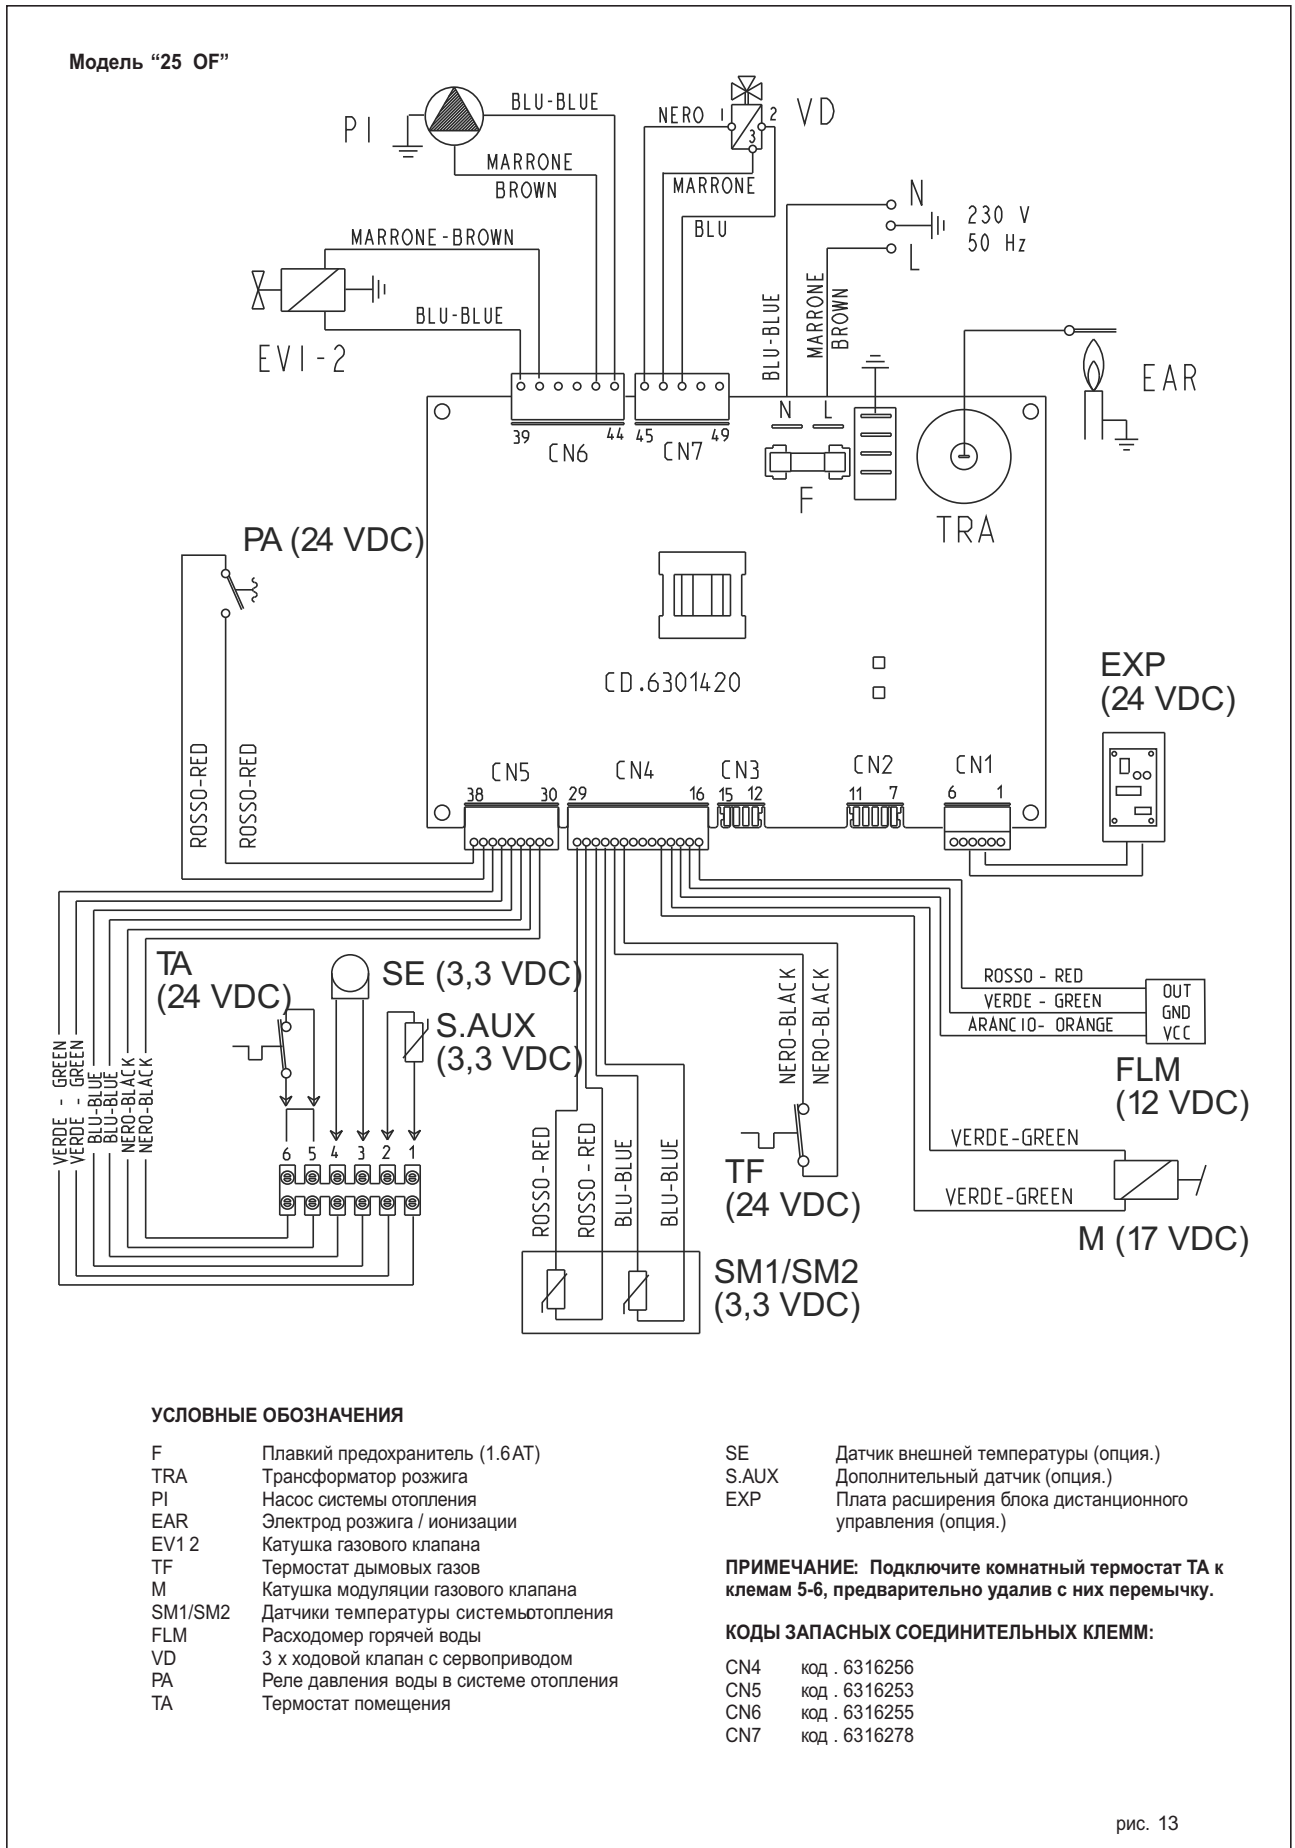 Модель “25 OF”
PI
BLU-BLUE
MARRONE
BROWN
NERO
1
2
3
VD
MARRONE
BLU
N
L
230 V
50 Hz
MARRONE-BROWN
BLU-BLUE
EV1-2
BLU-BLUE
MARRONE
BROWN
EAR
39
44
45
49
CN6
CN7
N
L
F
TRA
PA (24 VDC)
CD.6301420
EXP
(24 VDC)
ROSSO-RED
ROSSO-RED
CN5
CN4
CN3
CN2
CN1
38
30
29
16
15
12
11
7
6
1
TA
(24 VDC)
SE (3,3 VDC)
S.AUX
(3,3 VDC)
VERDE - GREEN
VERDE - GREEN
BLU-BLUE
BLU-BLUE
NERO-BLACK
NERO-BLACK
6
5
4
3
2
1
NERO-BLACK
NERO-BLACK
TF
(24 VDC)
ROSSO - RED
VERDE - GREEN
ARANCIO- ORANGE
OUT
GND
VCC
FLM
(12 VDC)
VERDE-GREEN
VERDE-GREEN
M (17 VDC)
ROSSO-RED
ROSSO - RED
BLU-BLUE
BLU-BLUE
SM1/SM2
(3,3 VDC)
УСЛОВНЫЕ ОБОЗНАЧЕНИЯ
F Плавкий предохранитель (1.6 AT)
TRA Трансформатор розжига
PI Насос системы отопления
EAR Электрод розжига / ионизации
EV1 2 Катушка газового клапана
TF Термостат дымовых газов
M Катушка модуляции газового клапана
SM1/SM2 Датчики температуры системыотопления
FLM Расходомер горячей воды
VD 3 х ходовой клапан с сервоприводом
PA Реле давления воды в системе отопления
TA Термостат помещения
SE Датчик внешней температуры (опция.)
S.AUX Дополнительный датчик (опция.)
EXP Плата расширения блока дистанционного
управления (опция.)
ПРИМЕЧАНИЕ: Подключите комнатный термостат TA к
клемам 5-6, предварительно удалив с них перемычку.
КОДЫ ЗАПАСНЫХ СОЕДИНИТЕЛЬНЫХ КЛЕММ:
CN4 код . 6316256
CN5 код . 6316253
CN6 код . 6316255
CN7 код . 6316278
рис. 13